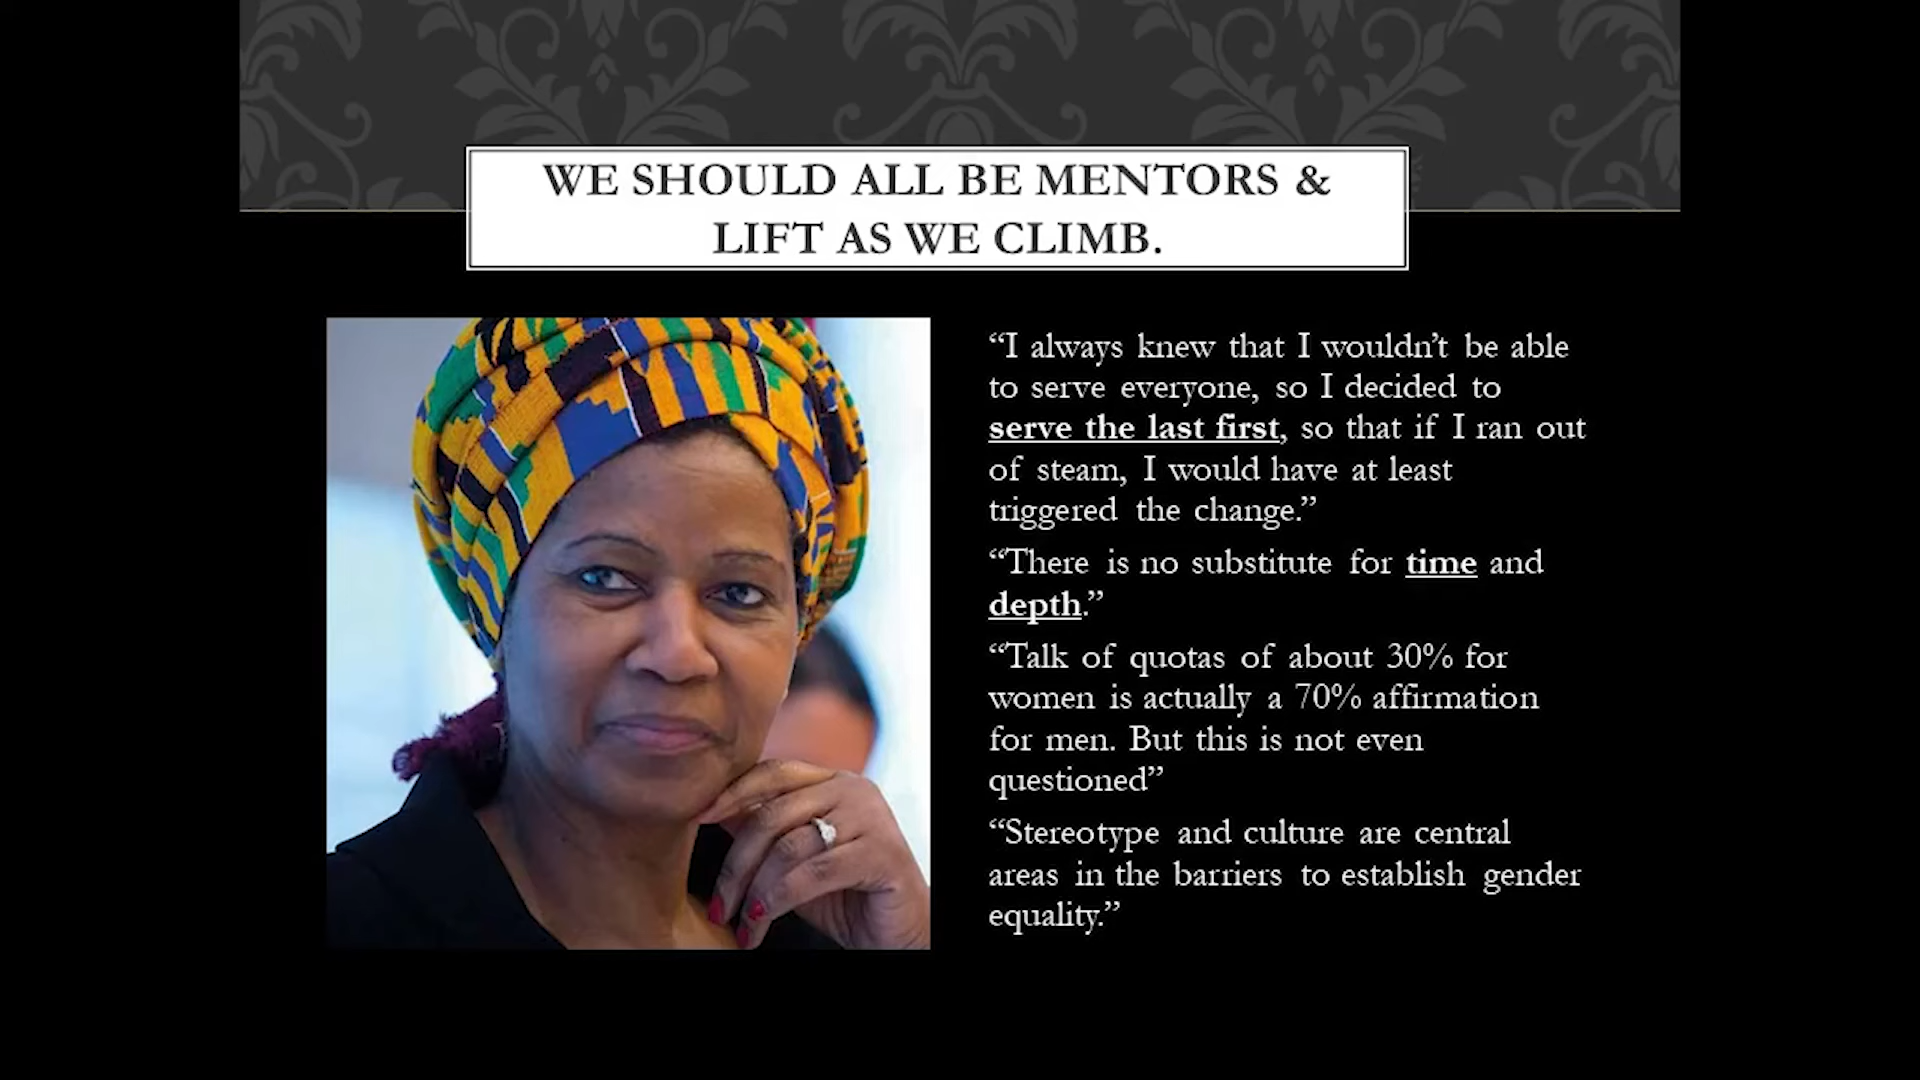 WE SHOULD ALL BE MENTORS &
LIFT AS WE CLIMB.
“I always knew that I wouldn’t be able
to serve everyone, so I decided to
serve the last first, so that if I ran out
of steam, I would have at least
triggered the change.”
“There is no substitute for time and
depth.”
“Talk of quotas of about 30% for
women is actually a 70% affirmation
for men. But this is not even
questioned”
“Stereotype and culture are central
areas in the barriers to establish gender
equality.”